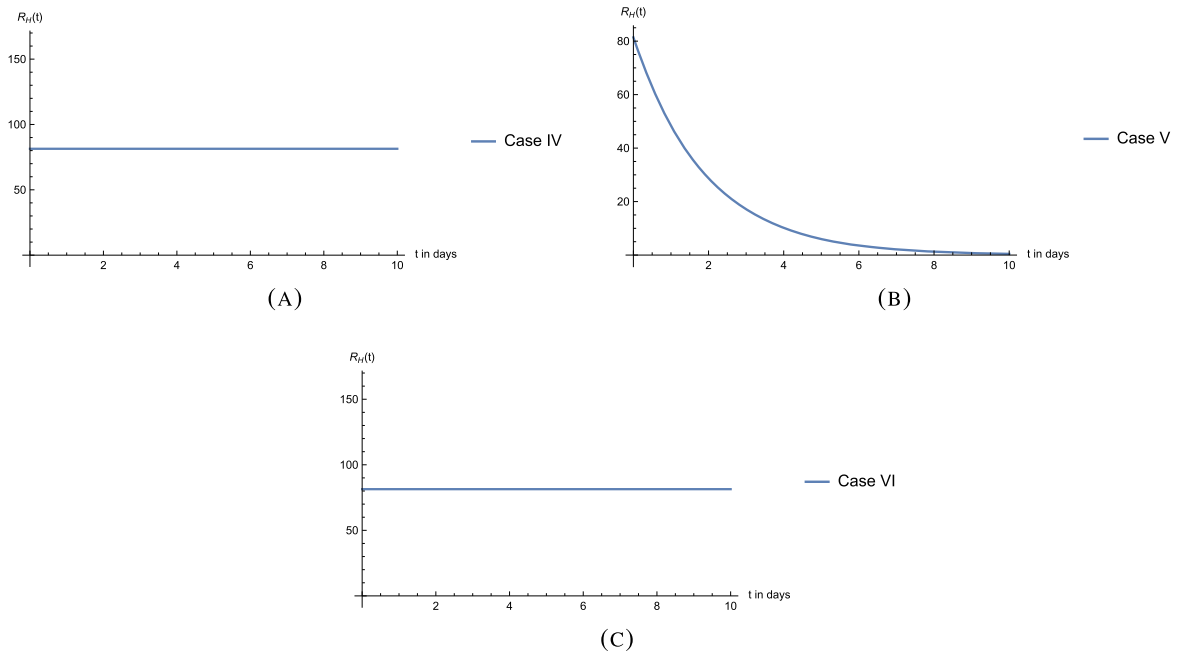 R_H(t)
150
100
50
2 4 6 8 10
t in days
Case IV
(A)
R_H(t)
80
60
40
20
2 4 6 8 10
t in days
Case V
(B)
R_H(t)
150
100
50
2 4 6 8 10
t in days
Case VI
(C)